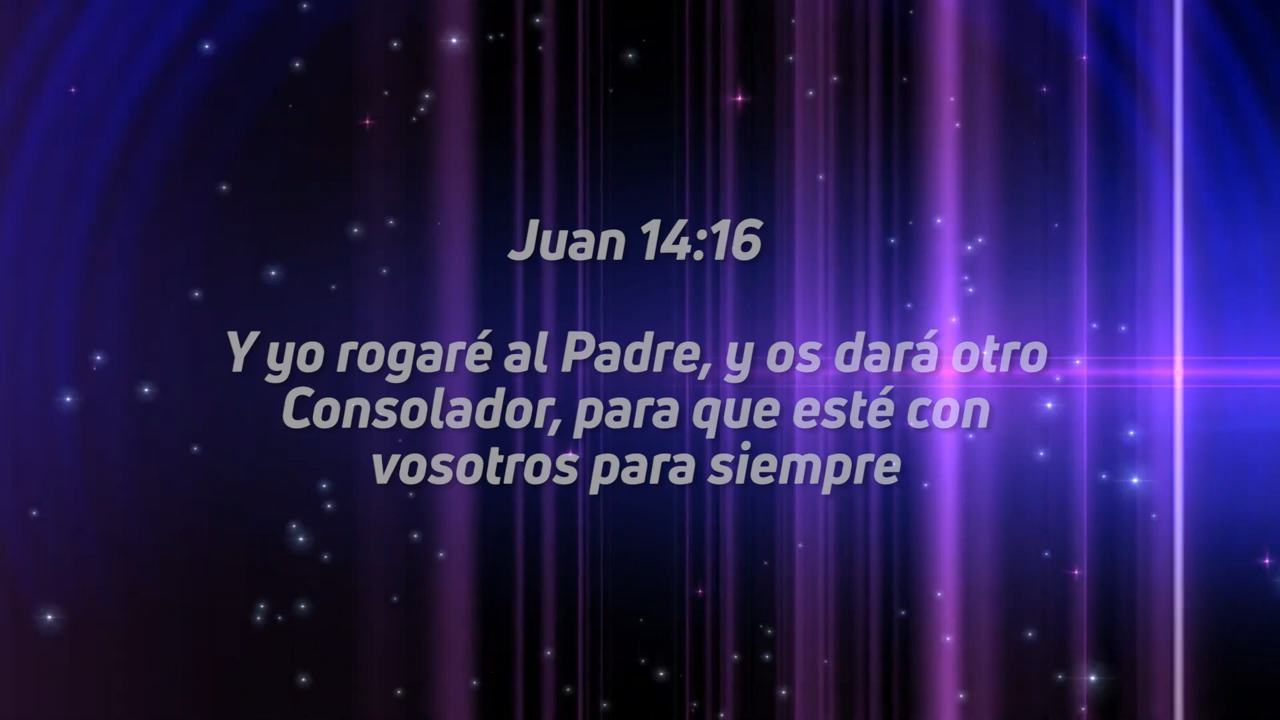 Juan 14:16
Y yo rogaré al Padre, y os dará otro
Consolador, para que esté con
vosotros para siempre